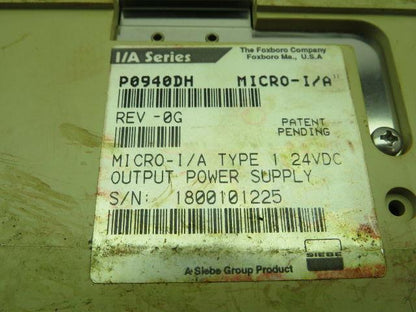 I/A Series
The Foxboro Company
Foxboro Ma., U.S.A
P0940DH MICRO-I/A"
REV -0G
PATENT
PENDING
MICRO-I/A TYPE 1 24VDC
OUTPUT POWER SUPPLY
S/N: 1800101225
SIEBE
A Siebe Group Product